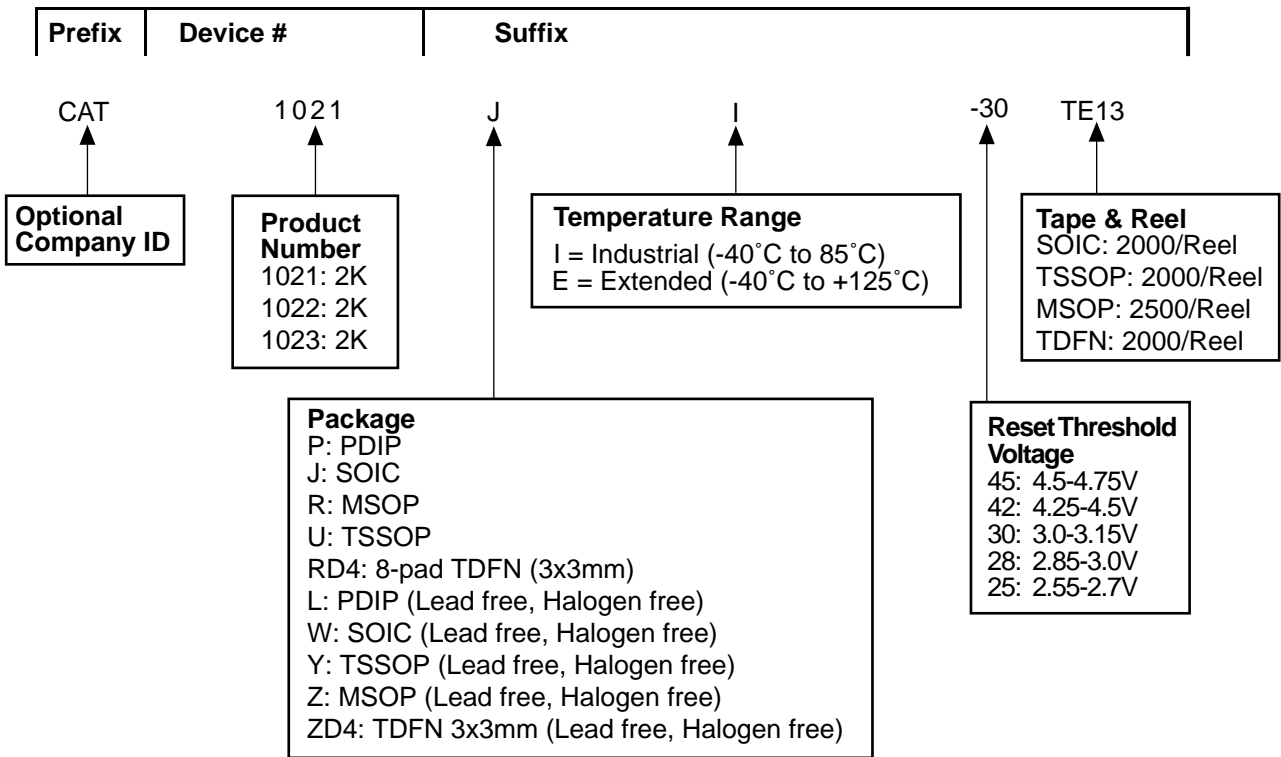 Prefix Device # Suffix
CAT 1021 J I -30 TE13
Optional
Company ID
Product
Number
1021: 2K
1022: 2K
1023: 2K
Temperature Range
I = Industrial (-40˚C to 85˚C)
E = Extended (-40˚C to +125˚C)
Tape & Reel
SOIC: 2000/Reel
TSSOP: 2000/Reel
MSOP: 2500/Reel
TDFN: 2000/Reel
Package
P: PDIP
J: SOIC
R: MSOP
U: TSSOP
RD4: 8-pad TDFN (3x3mm)
L: PDIP (Lead free, Halogen free)
W: SOIC (Lead free, Halogen free)
Y: TSSOP (Lead free, Halogen free)
Z: MSOP (Lead free, Halogen free)
ZD4: TDFN 3x3mm (Lead free, Halogen free)
Reset Threshold
Voltage
45: 4.5-4.75V
42: 4.25-4.5V
30: 3.0-3.15V
28: 2.85-3.0V
25: 2.55-2.7V